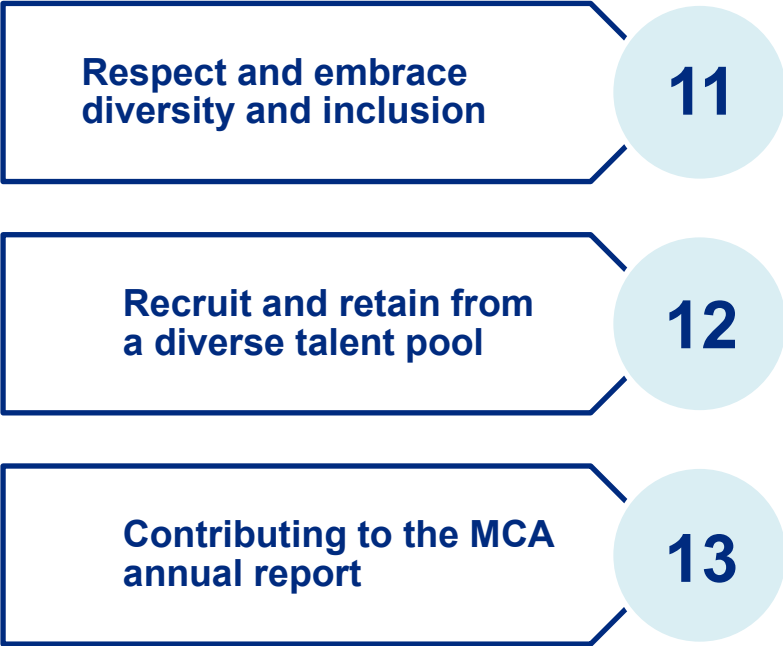 Respect and embrace
diversity and inclusion
11
Recruit and retain from
a diverse talent pool
12
Contributing to the MCA
annual report
13